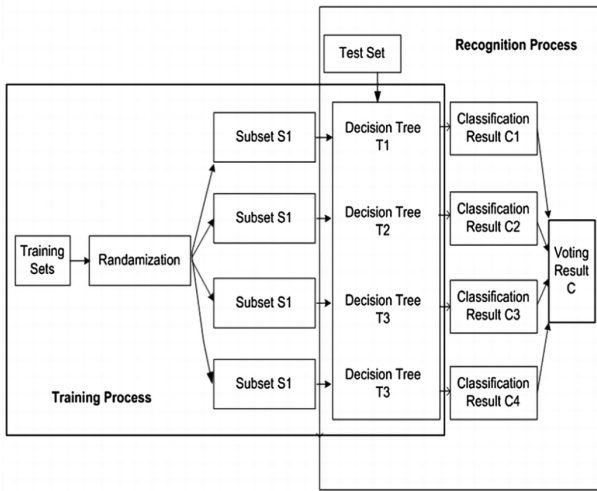 Recognition Process
Test Set
Subset S1
Decision Tree
T1
Classification
Result C1
Subset S1
Decision Tree
T2
Classification
Result C2
Training
Sets
Randamization
Voting
Result
C
Subset S1
Decision Tree
T3
Classification
Result C3
Subset S1
Decision Tree
T3
Classification
Result C4
Training Process